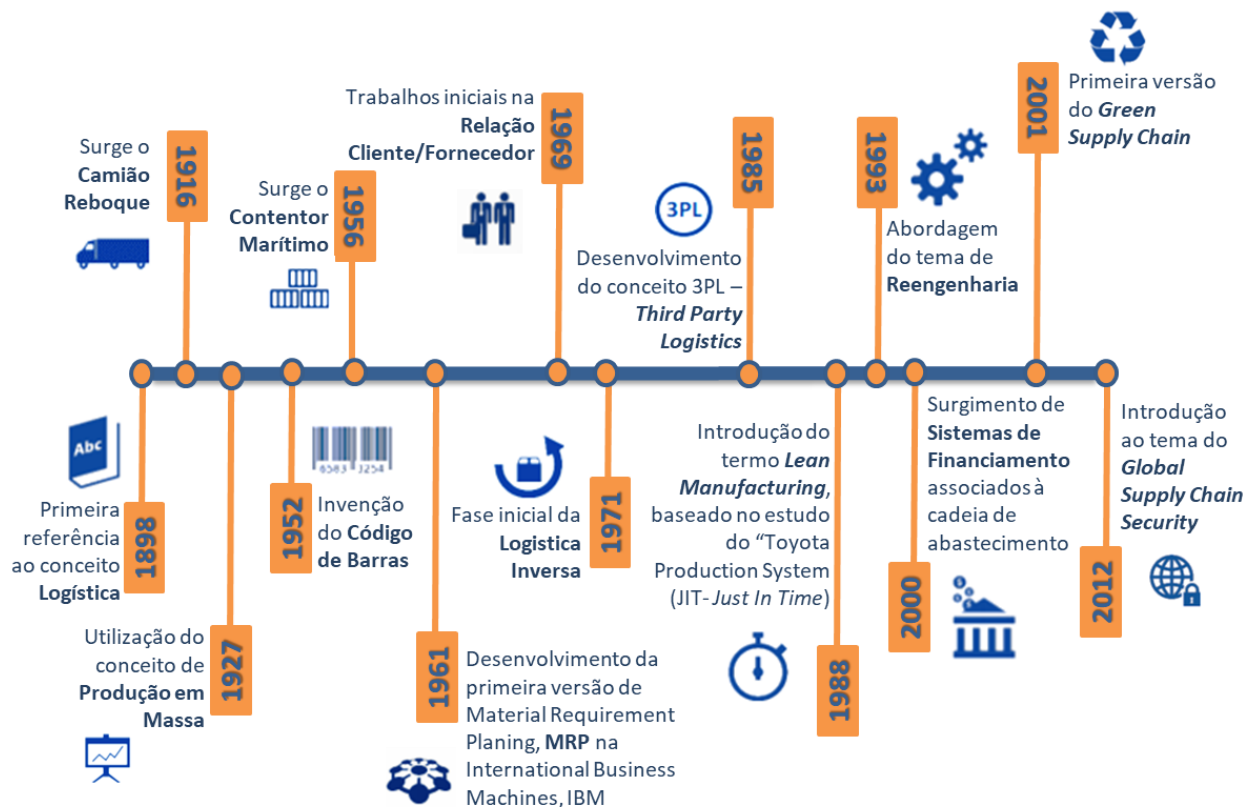 1898
Abc
Primeira
referência
ao conceito
Logística
1916
Surge o
Camião
Reboque
1927
Utilização do
conceito de
Produção em
Massa
1952
6583 3254
Invenção
do Código
de Barras
1956
Surge o
Contentor
Marítimo
1961
Desenvolvimento da
primeira versão de
Material Requirement
Planing, MRP na
International Business
Machines, IBM
1969
Trabalhos iniciais na
Relação
Cliente/Fornecedor
1971
Fase inicial da
Logistica
Inversa
1985
3PL
Desenvolvimento
do conceito 3PL –
Third Party
Logistics
1988
Introdução do
termo Lean
Manufacturing,
baseado no estudo
do “Toyota
Production System
(JIT- Just In Time)
1993
Abordagem
do tema de
Reengenharia
2000
Surgimento de
Sistemas de
Financiamento
associados à
cadeia de
abastecimento
2001
Primeira versão
do Green
Supply Chain
2012
Introdução
ao tema do
Global
Supply Chain
Security